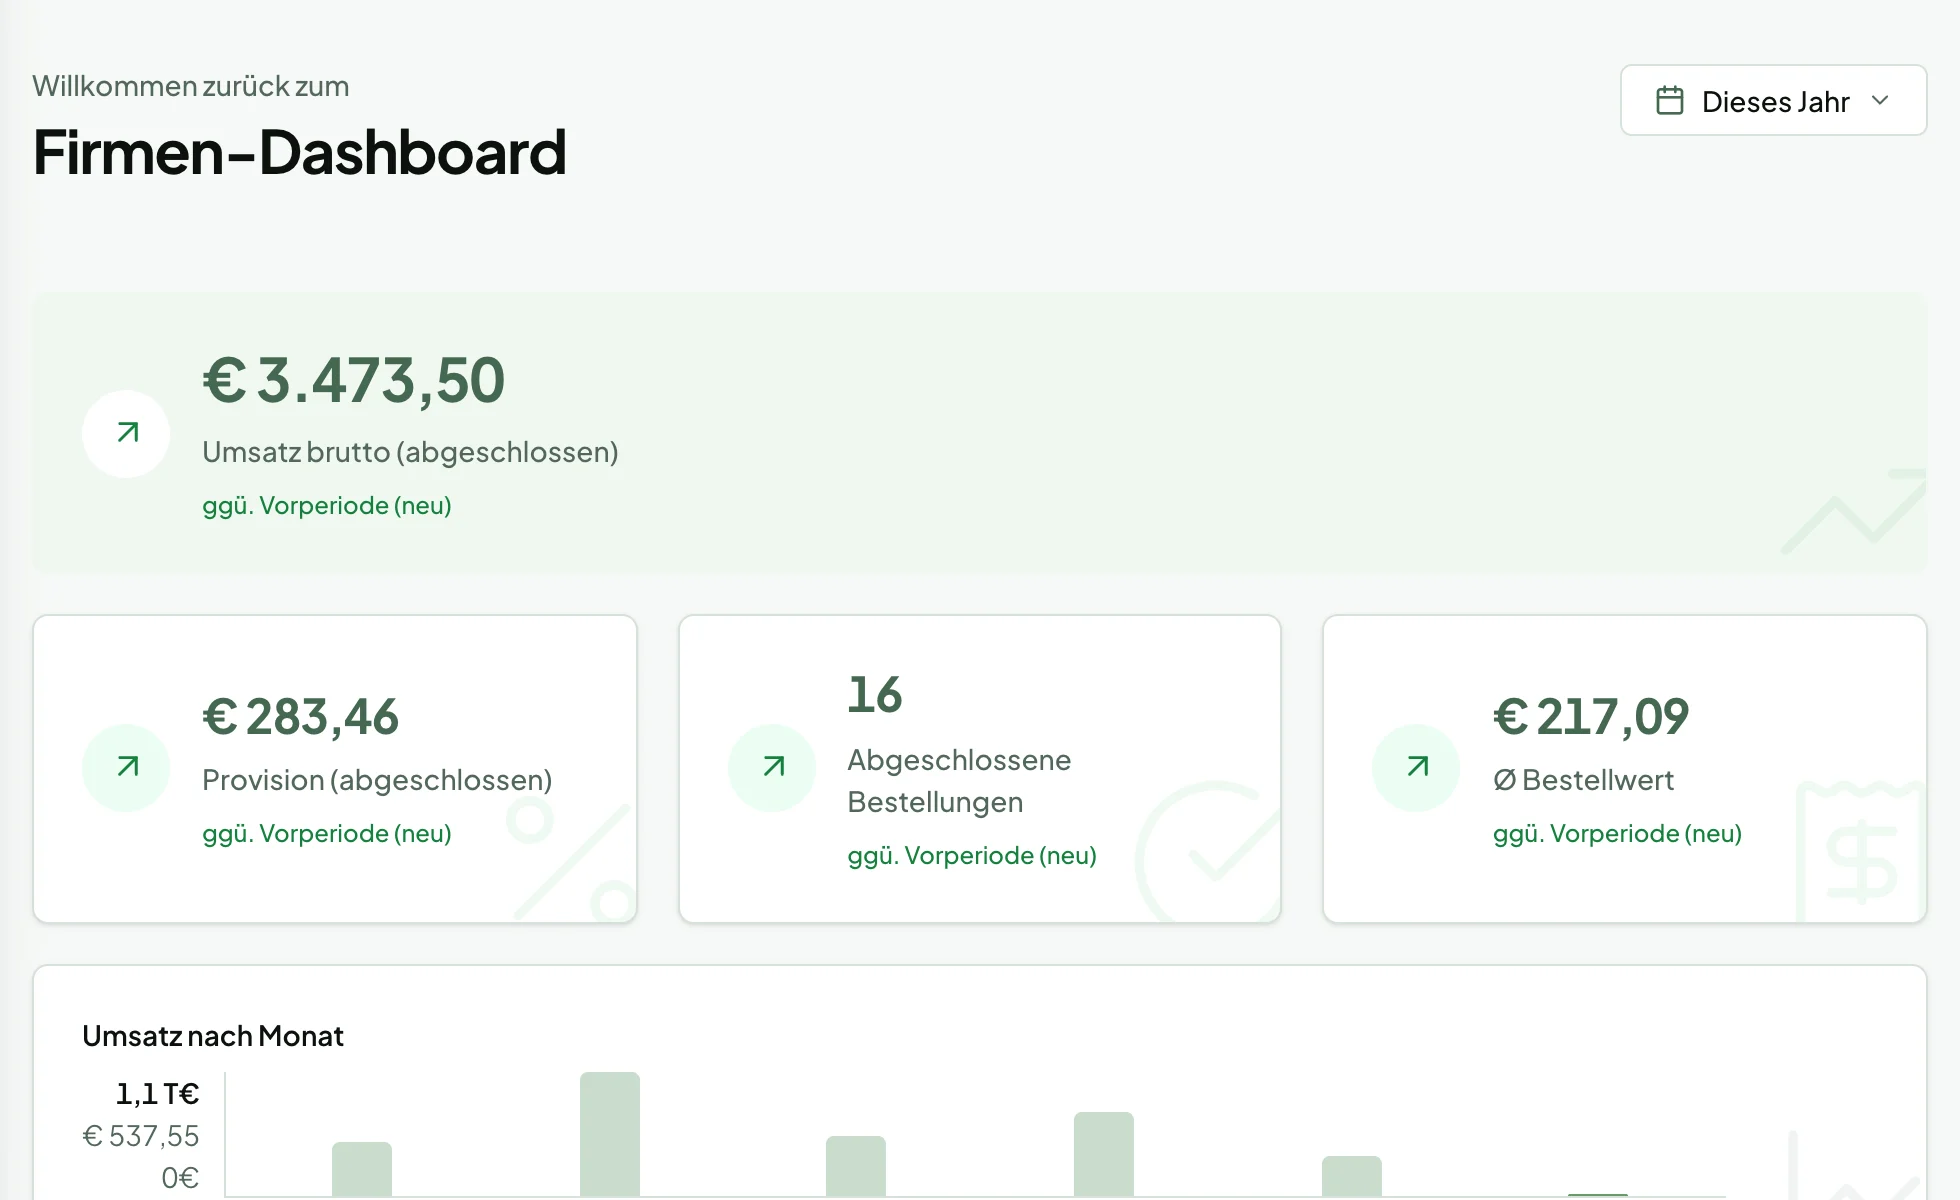 Willkommen zurück zum
Firmen-Dashboard
Dieses Jahr
€ 3.473,50
Umsatz brutto (abgeschlossen)
ggü. Vorperiode (neu)
€ 283,46
Provision (abgeschlossen)
ggü. Vorperiode (neu)
16
Abgeschlossene
Bestellungen
ggü. Vorperiode (neu)
€ 217,09
Ø Bestellwert
ggü. Vorperiode (neu)
Umsatz nach Monat
1,1 T€
€ 537,55
0€